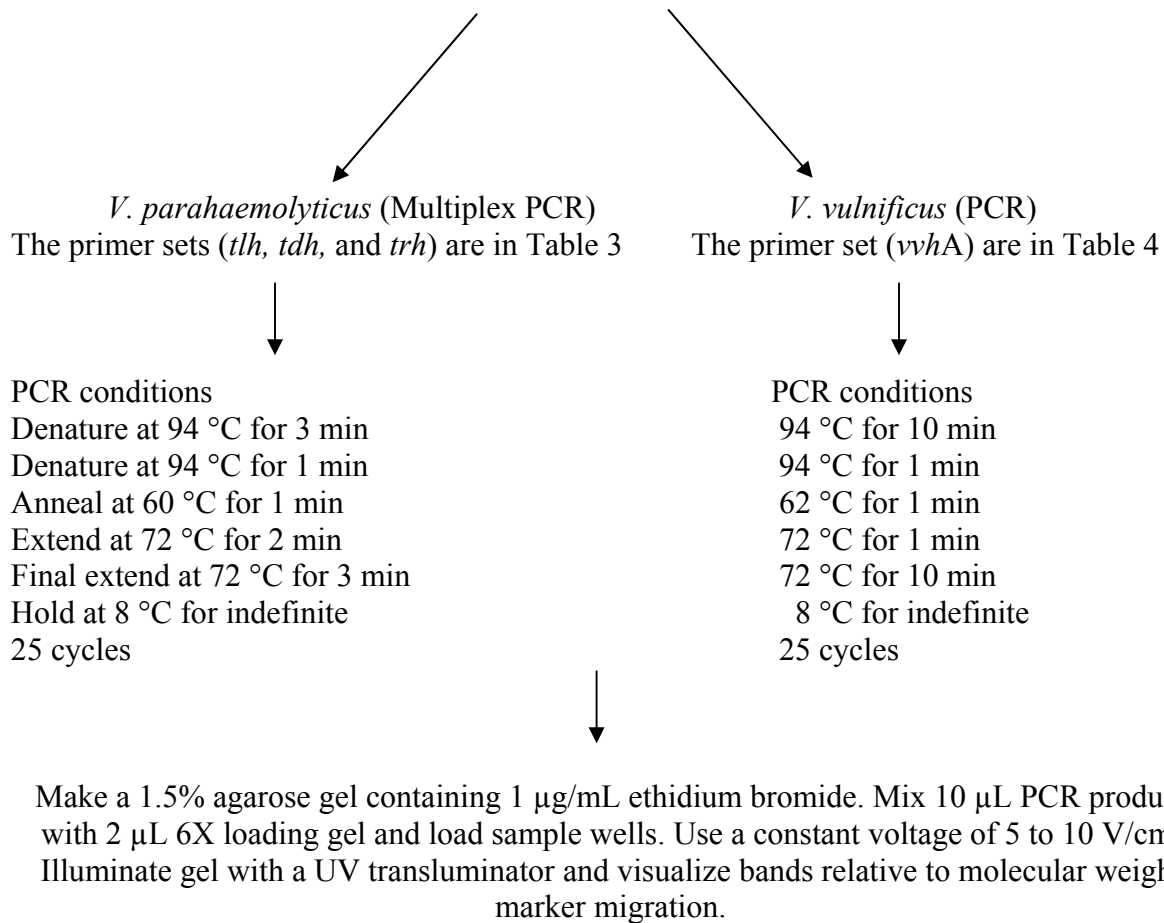 V. parahaemolyticus (Multiplex PCR)
The primer sets (tlh, tdh, and trh) are in Table 3
V. vulnificus (PCR)
The primer set (vvhA) are in Table 4
PCR conditions
Denature at 94 °C for 3 min
Denature at 94 °C for 1 min
Anneal at 60 °C for 1 min
Extend at 72 °C for 2 min
Final extend at 72 °C for 3 min
Hold at 8 °C for indefinite
25 cycles
PCR conditions
94 °C for 10 min
94 °C for 1 min
62 °C for 1 min
72 °C for 1 min
72 °C for 10 min
8 °C for indefinite
25 cycles
Make a 1.5% agarose gel containing 1 µg/mL ethidium bromide. Mix 10 µL PCR produ
with 2 µL 6X loading gel and load sample wells. Use a constant voltage of 5 to 10 V/cm
Illuminate gel with a UV transluminator and visualize bands relative to molecular weigh
marker migration.